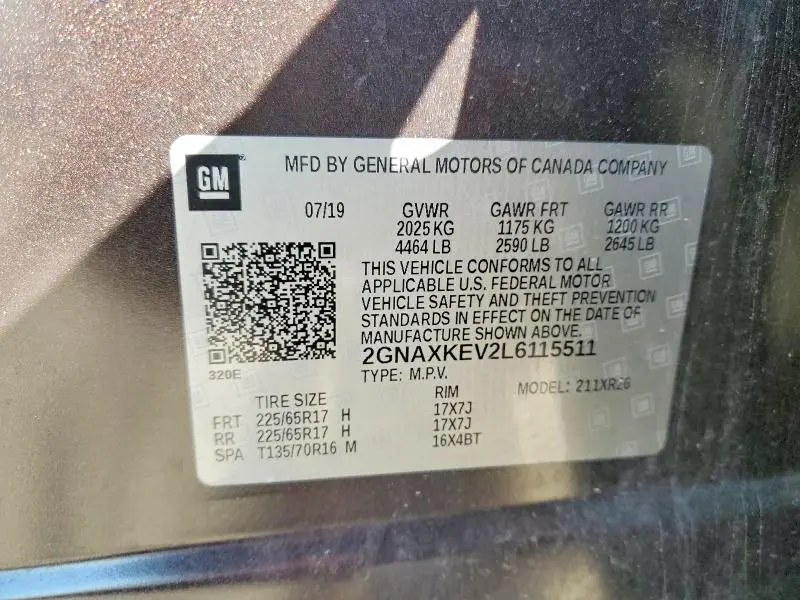 GM
MFD BY GENERAL MOTORS OF CANADA COMPANY
07/19 GVWR GAWR FRT GAWR RR
2025 KG 1175 KG 1200 KG
4464 LB 2590 LB 2645 LB
THIS VEHICLE CONFORMS TO ALL
APPLICABLE U.S. FEDERAL MOTOR
VEHICLE SAFETY AND THEFT PREVENTION
STANDARDS IN EFFECT ON THE DATE OF
MANUFACTURE SHOWN ABOVE.
2GNAXKEV2L6115511
320E
TYPE: M.P.V. MODEL: 211XR26
TIRE SIZE RIM
FRT 225/65R17 H 17X7J
RR 225/65R17 H 17X7J
SPA T135/70R16 M 16X4BT